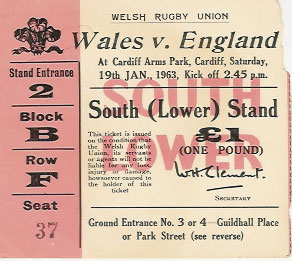 WELSH RUGBY UNION
Wales v. England
At Cardiff Arms Park, Cardiff, Saturday,
19th JAN., 1963, Kick off 2.45 p.m.
Stand Entrance
2
Block
B
Row
F
Seat
37
SOUTH
LOWER
South (Lower) Stand
This ticket is issued
on the condition that
the Welsh Rugby
Union, its servants
or agents will not be
liable for any loss,
injury or damage,
howsoever caused to
the holder of this
ticket
£1
(ONE POUND)
W.H. Clement.
SECRETARY
Ground Entrance No. 3 or 4— Guildhall Place
or Park Street (see reverse)